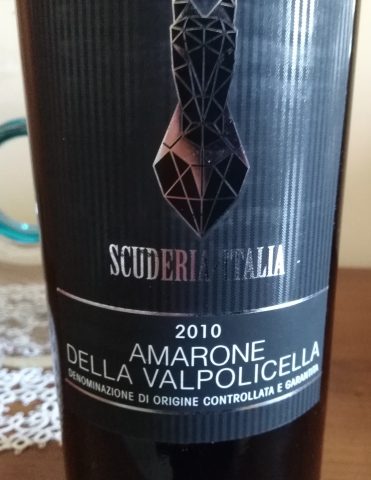 SCUDERIA ITALIA
2010
AMARONE
DELLA VALPOLICELLA
DENOMINAZIONE DI ORIGINE CONTROLLATA E GARANTITA